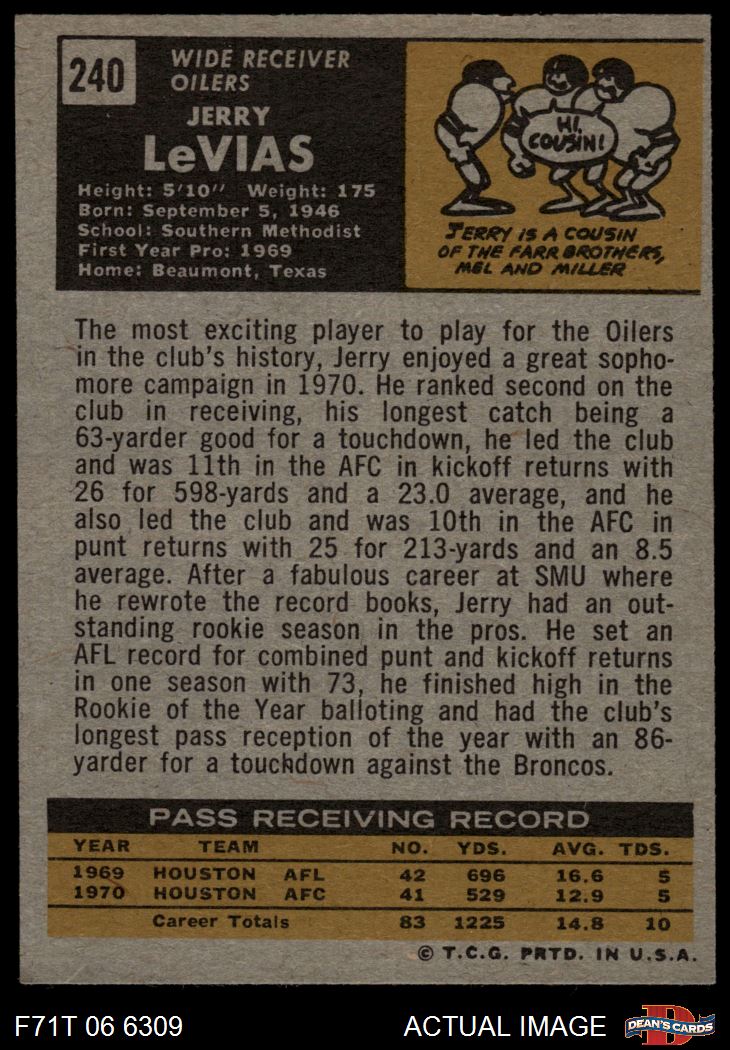 240
WIDE RECEIVER
OILERS
JERRY
LeVIAS
Height: 5'10" Weight: 175
Born: September 5, 1946
School: Southern Methodist
First Year Pro: 1969
Home: Beaumont, Texas
HI,
COUSIN!
JERRY IS A COUSIN
OF THE FARR BROTHERS,
MEL AND MILLER
The most exciting player to play for the Oilers
in the club's history, Jerry enjoyed a great sopho-
more campaign in 1970. He ranked second on the
club in receiving, his longest catch being a
63-yarder good for a touchdown, he led the club
and was 11th in the AFC in kickoff returns with
26 for 598-yards and a 23.0 average, and he
also led the club and was 10th in the AFC in
punt returns with 25 for 213-yards and an 8.5
average. After a fabulous career at SMU where
he rewrote the record books, Jerry had an out-
standing rookie season in the pros. He set an
AFL record for combined punt and kickoff returns
in one season with 73, he finished high in the
Rookie of the Year balloting and had the club's
longest pass reception of the year with an 86-
yarder for a touchdown against the Broncos.
PASS RECEIVING RECORD
YEAR TEAM NO. YDS. AVG. TDS.
1969 HOUSTON AFL 42 696 16.6 5
1970 HOUSTON AFC 41 529 12.9 5
Career Totals 83 1225 14.8 10
© T.C.G. PRTD. IN U.S.A.
F71T 06 6309 ACTUAL IMAGE
D
DEAN'S CARDS